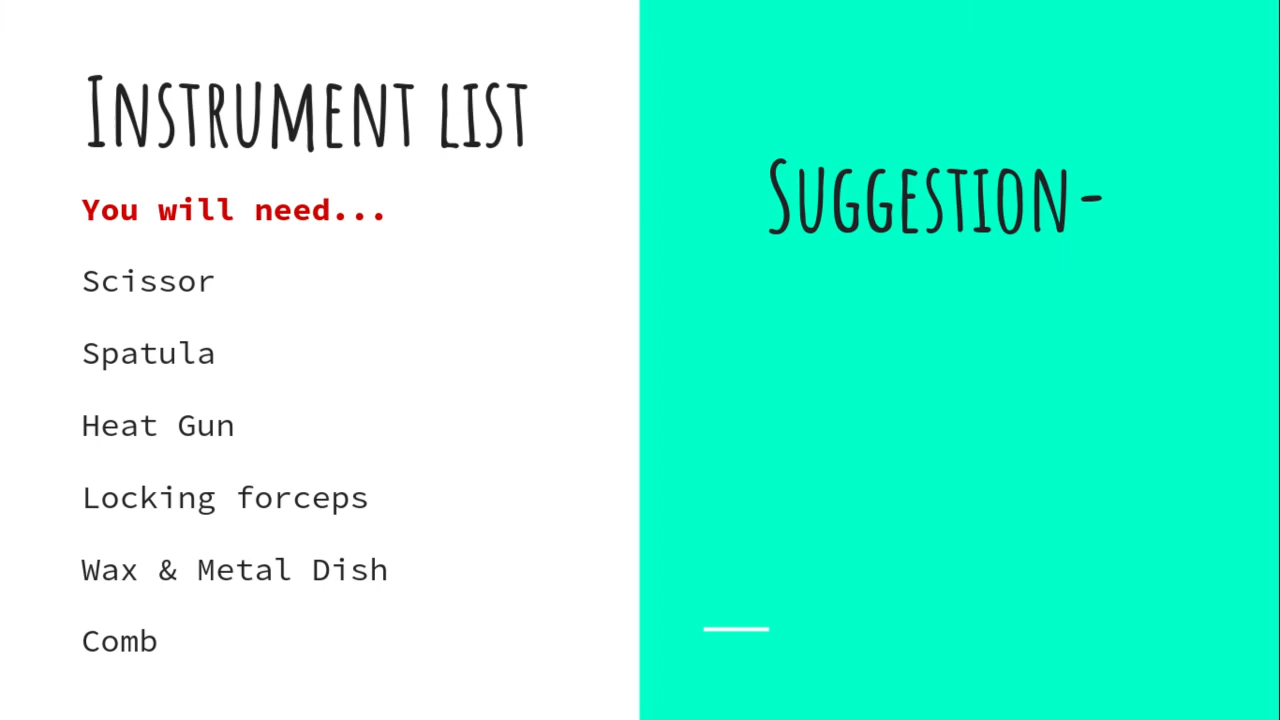 Instrument list
You will need...
Scissor
Spatula
Heat Gun
Locking forceps
Wax & Metal Dish
Comb
Suggestion-